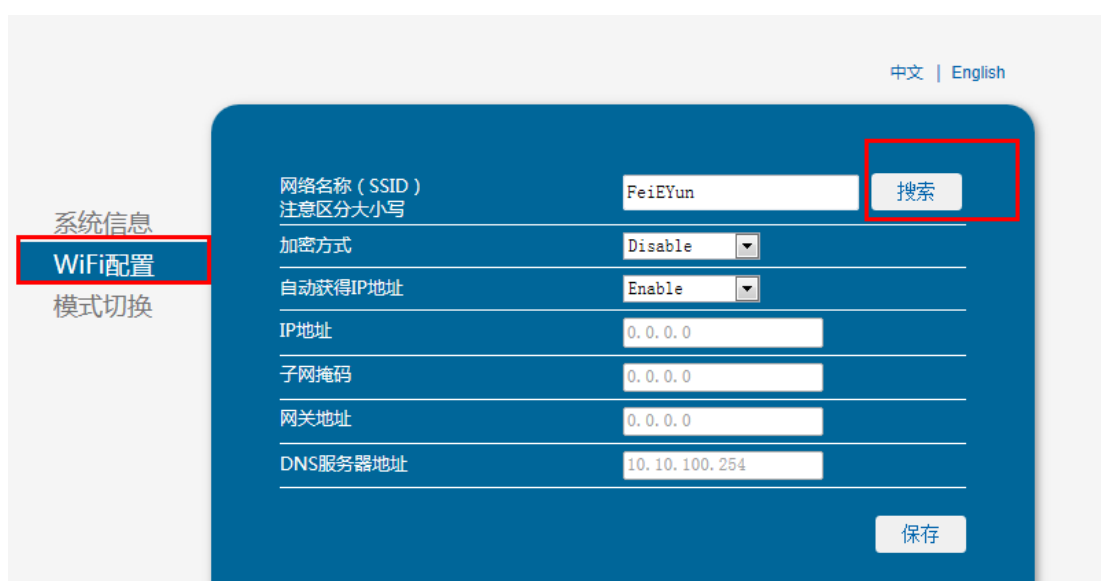 中文 | English
网络名称（SSID）
注意区分大小写
FeiEYun
搜索
系统信息
WiFi配置
模式切换
加密方式
Disable
自动获得IP地址
Enable
IP地址
0.0.0.0
子网掩码
0.0.0.0
网关地址
0.0.0.0
DNS服务器地址
10.10.100.254
保存